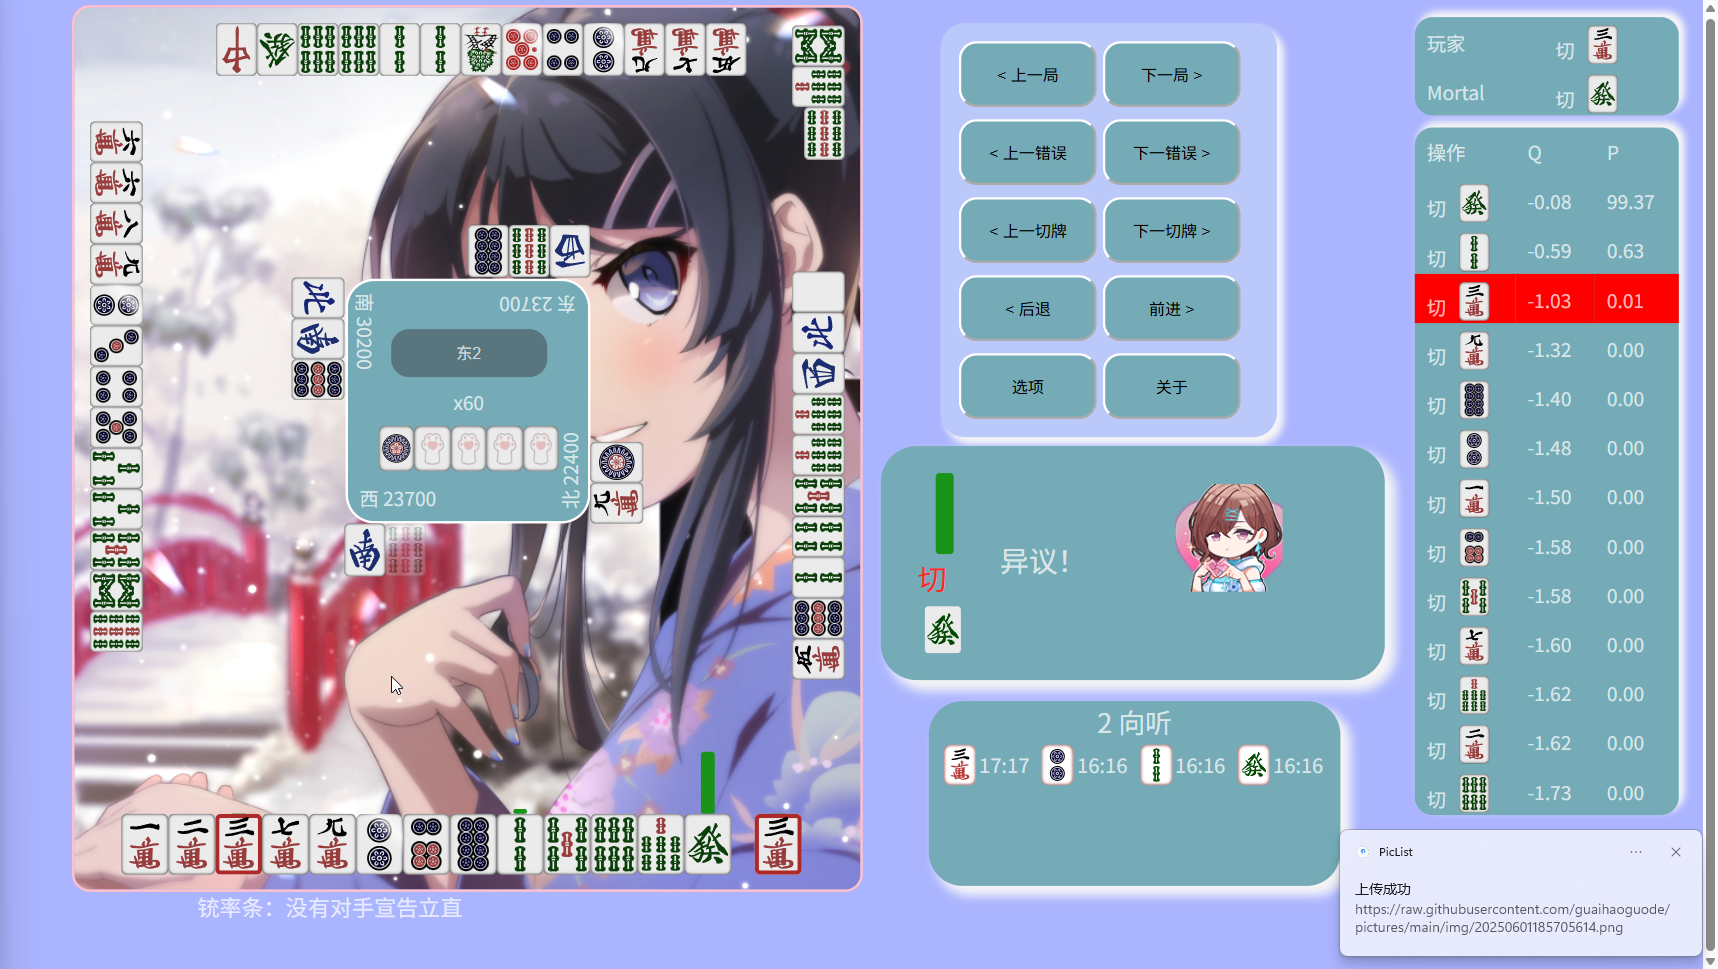 < 上一局
下一局 >
< 上一错误
下一错误 >
< 上一切牌
下一切牌 >
< 后退
前进 >
选项
关于
南 30200
东 23700
东2
x60
西 23700
北 22400
铳率条：没有对手宣告立直
切
异议！
2 向听
17:17
16:16
16:16
16:16
玩家 切
Mortal 切
操作 Q P
切 -0.08 99.37
切 -0.59 0.63
切 -1.03 0.01
切 -1.32 0.00
切 -1.40 0.00
切 -1.48 0.00
切 -1.50 0.00
切 -1.58 0.00
切 -1.58 0.00
切 -1.60 0.00
切 -1.62 0.00
切 -1.62 0.00
切 -1.73 0.00
PicList
上传成功
https://raw.githubusercontent.com/guaihaoguode/
pictures/main/img/20250601185705614.png